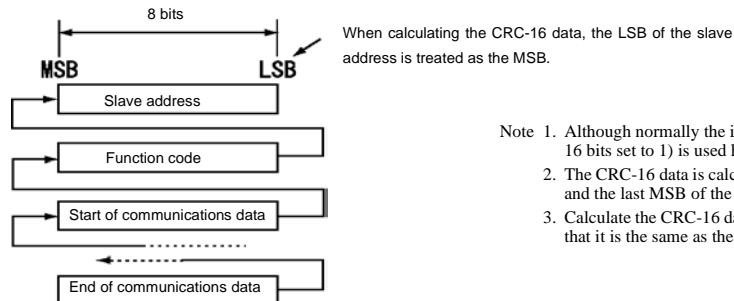 8 bits
When calculating the CRC-16 data, the LSB of the slave
address is treated as the MSB.
MSB
LSB
Slave address
Note 1. Although normally the i
16 bits set to 1) is used
Function code
2. The CRC-16 data is calc
and the last MSB of the
3. Calculate the CRC-16 da
that it is the same as the
Start of communications data
End of communications data